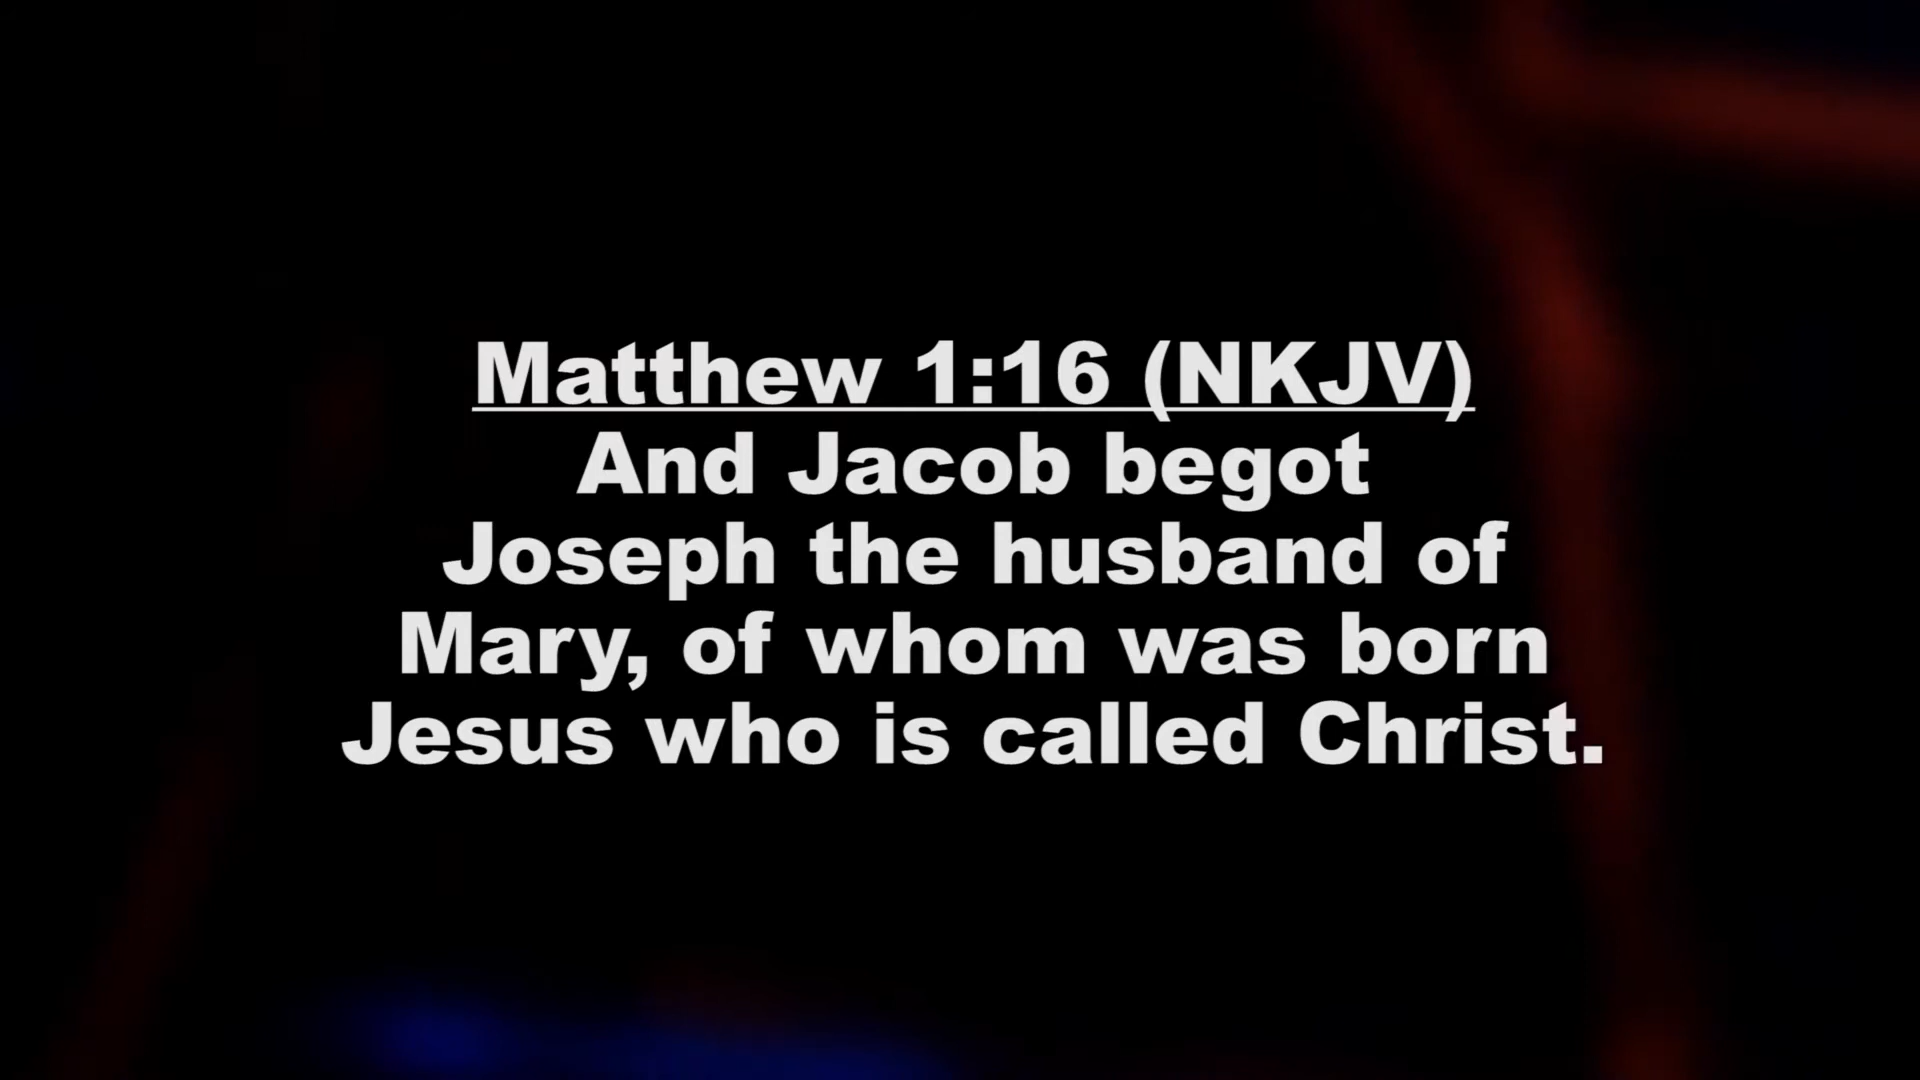 Matthew 1:16 (NKJV)
And Jacob begot
Joseph the husband of
Mary, of whom was born
Jesus who is called Christ.